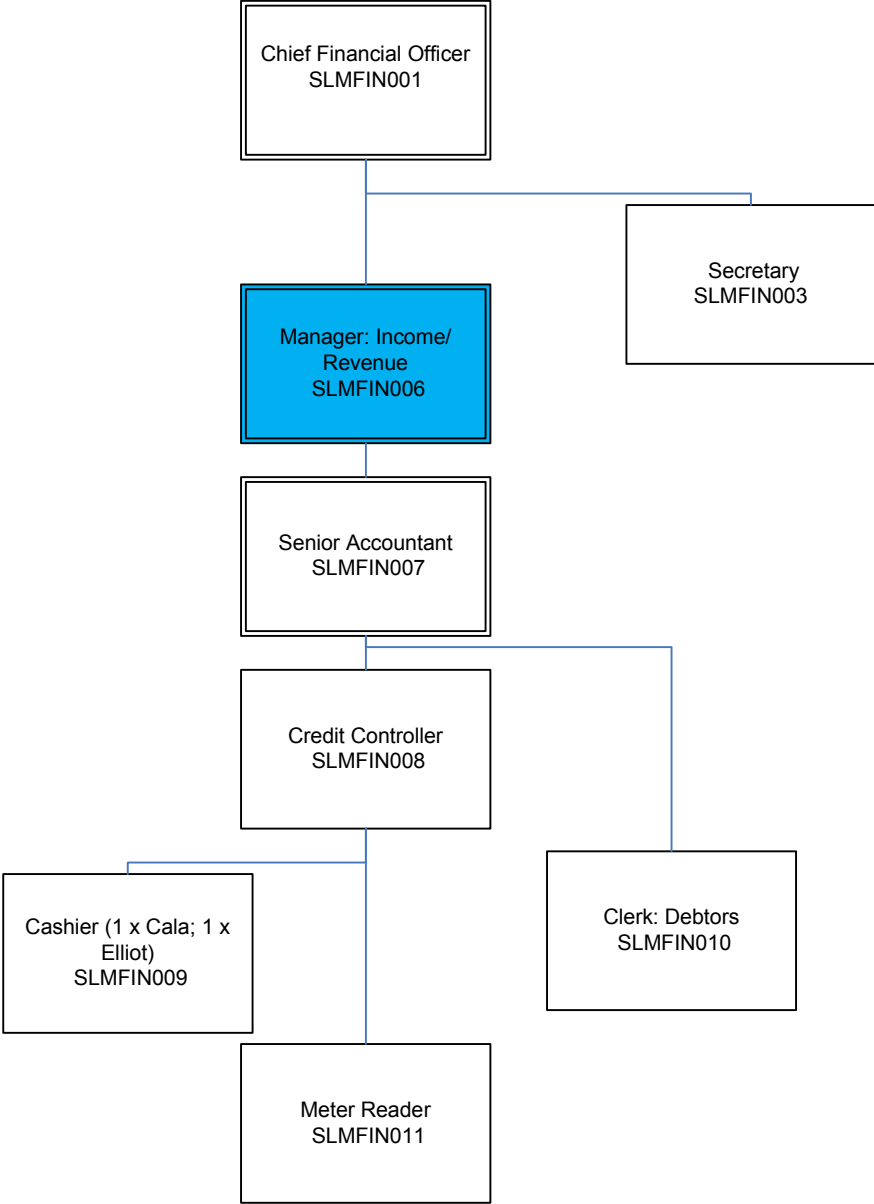 Chief Financial Officer
SLMFIN001
Secretary
SLMFIN003
Manager: Income/
Revenue
SLMFIN006
Senior Accountant
SLMFIN007
Credit Controller
SLMFIN008
Cashier (1 x Cala; 1 x
Elliot)
SLMFIN009
Clerk: Debtors
SLMFIN010
Meter Reader
SLMFIN011